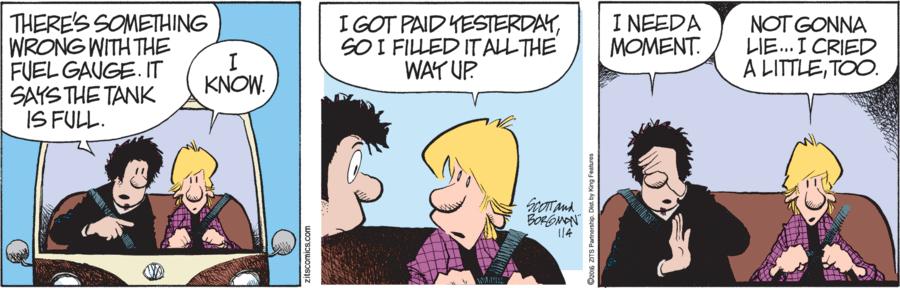 THERE'S SOMETHING
WRONG WITH THE
FUEL GAUGE. IT
SAYS THE TANK
IS FULL.
I
KNOW.
zitscomics.com
I GOT PAID YESTERDAY,
SO I FILLED IT ALL THE
WAY UP.
SCOTT and
BORGMAN
1/4
I NEED A
MOMENT.
NOT GONNA
LIE... I CRIED
A LITTLE, TOO.
©2016 ZITS Partnership. Dist. by King Features